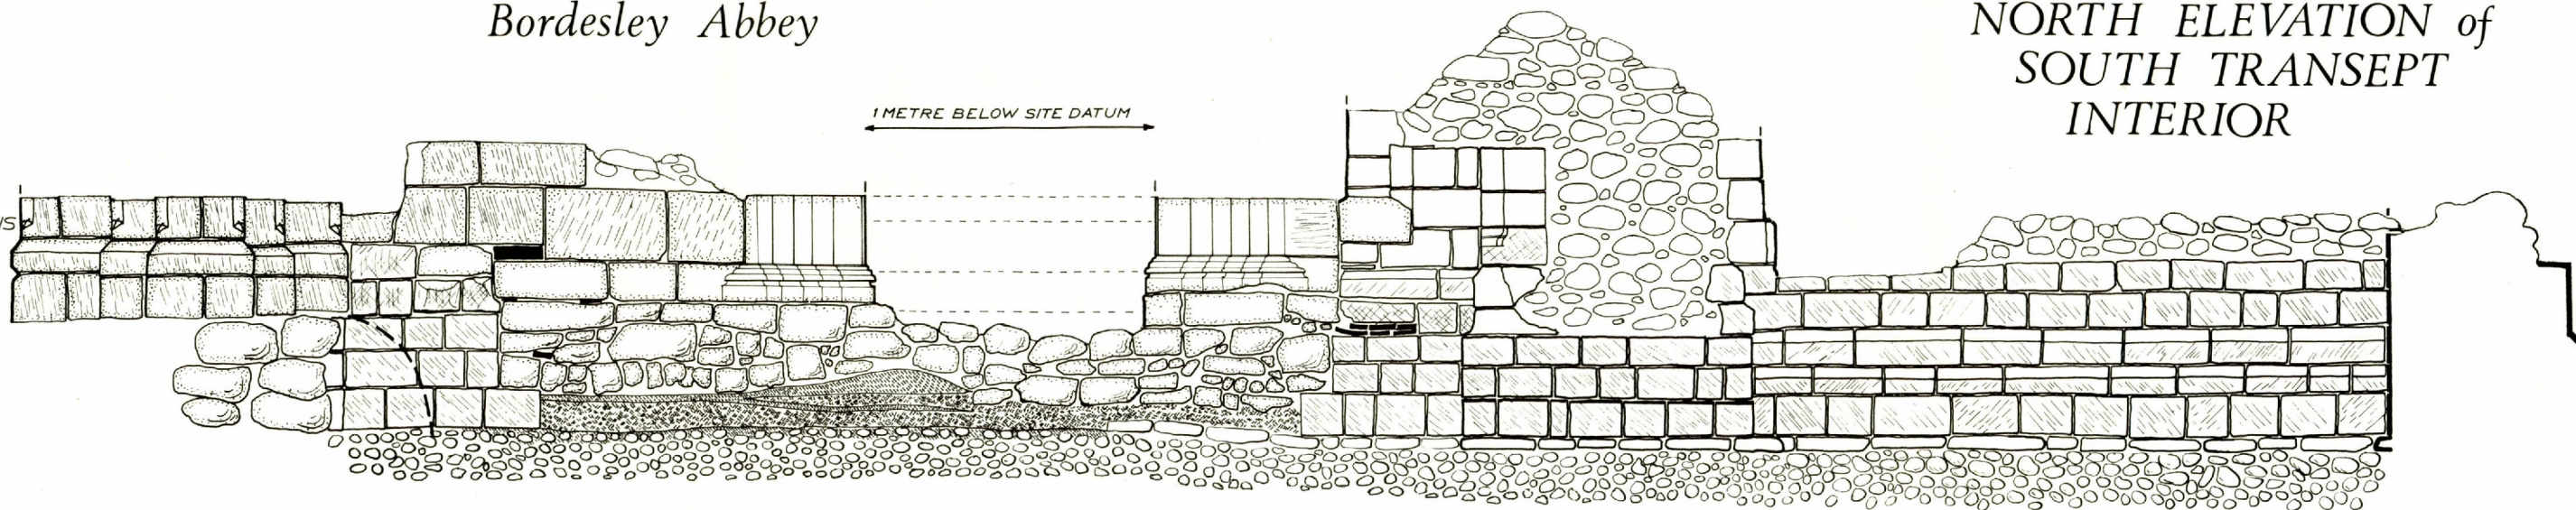 Bordesley Abbey
NORTH ELEVATION of
SOUTH TRANSEPT
INTERIOR
1 METRE BELOW SITE DATUM